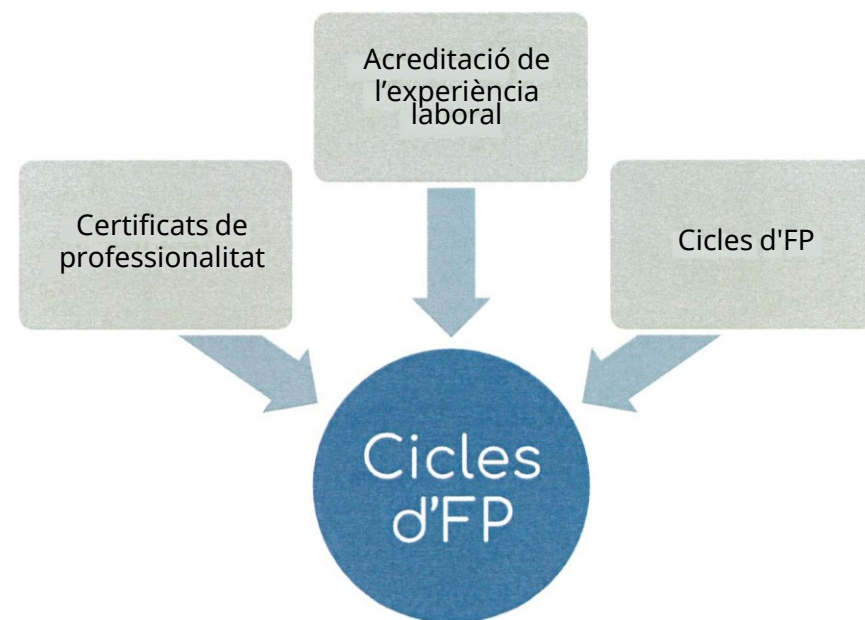 Acreditació de
l’experiència
laboral
Certificats de
professionalitat
Cicles d'FP
Cicles
d’FP